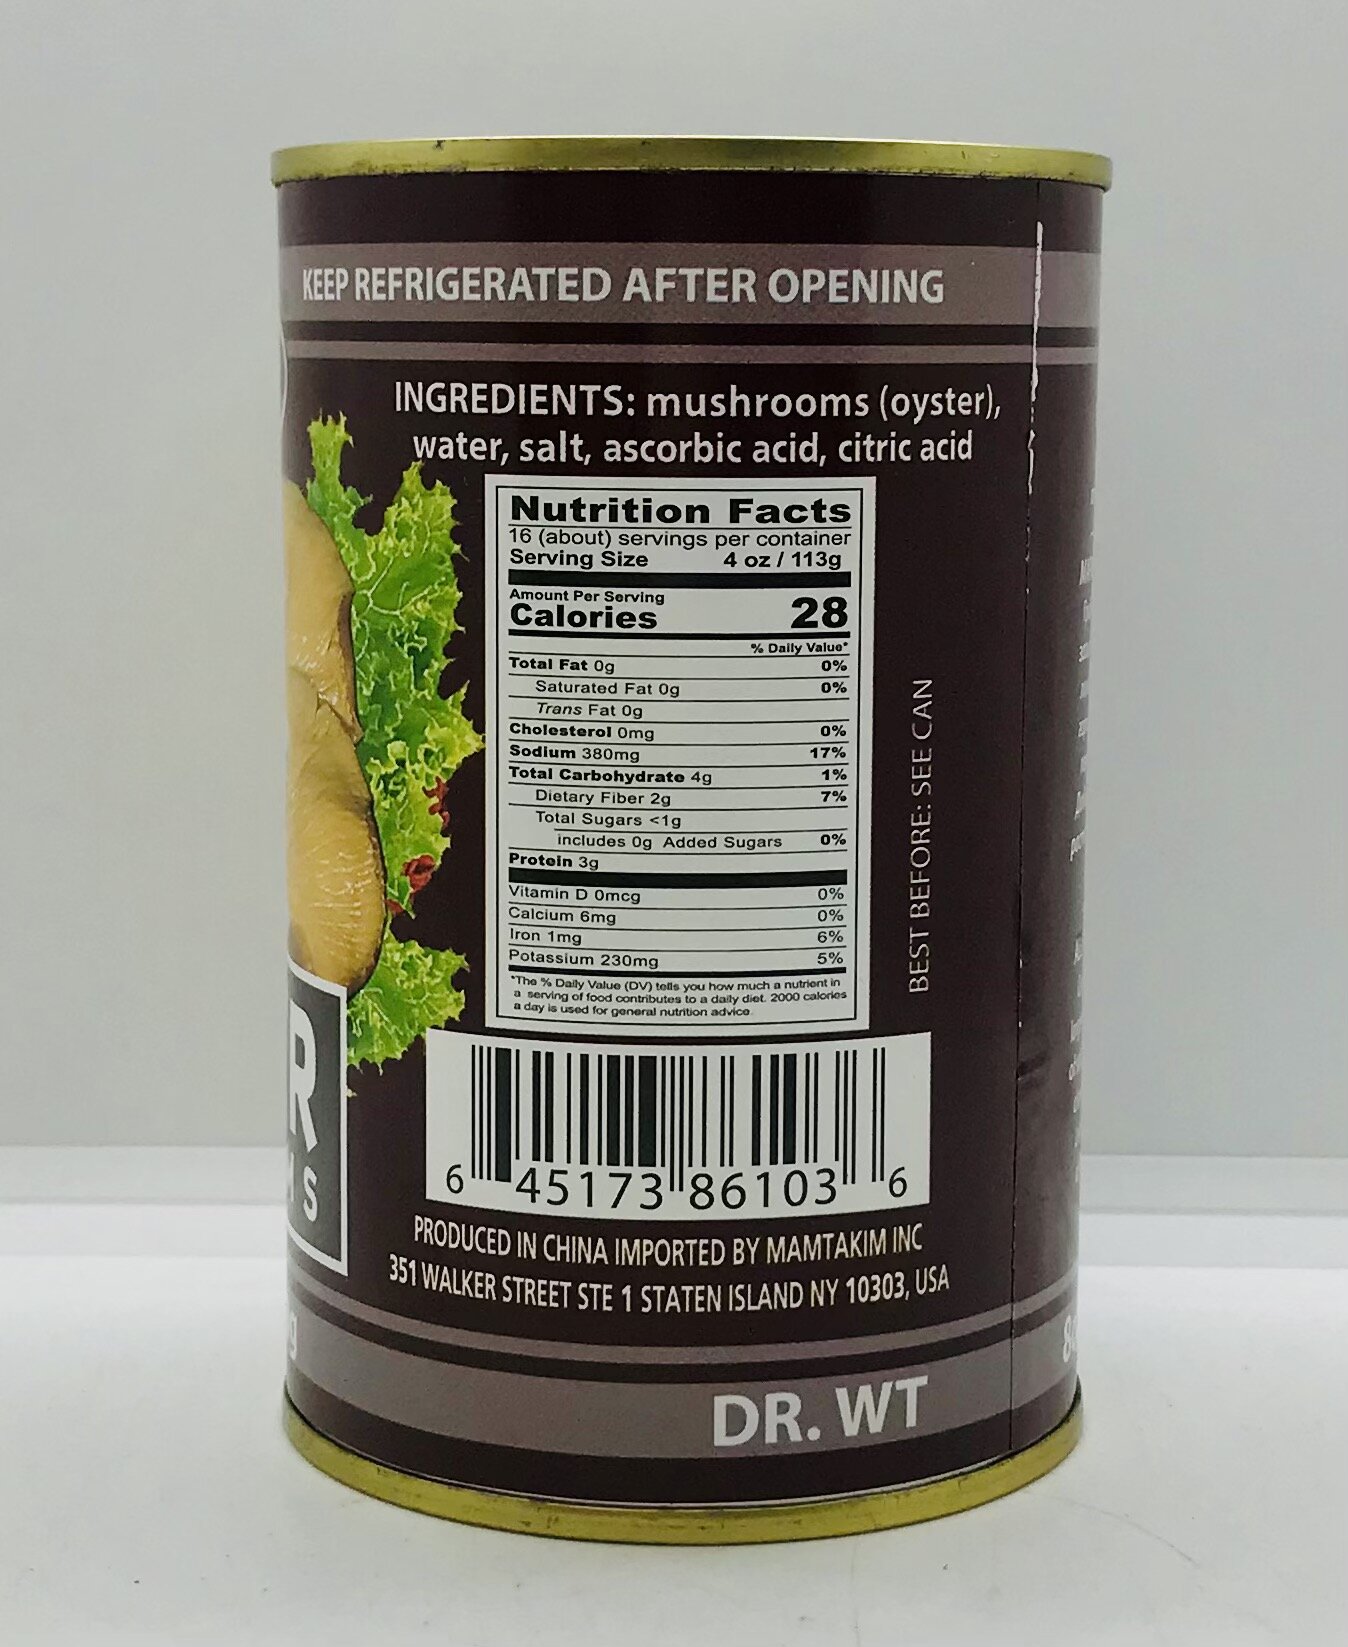 KEEP REFRIGERATED AFTER OPENING
INGREDIENTS: mushrooms (oyster),
water, salt, ascorbic acid, citric acid
Nutrition Facts
16 (about) servings per container
Serving Size 4 oz / 113g
Amount Per Serving
Calories 28
% Daily Value*
Total Fat 0g 0%
Saturated Fat 0g 0%
Trans Fat 0g
Cholesterol 0mg 0%
Sodium 380mg 17%
Total Carbohydrate 4g 1%
Dietary Fiber 2g 7%
Total Sugars <1g
includes 0g Added Sugars 0%
Protein 3g
Vitamin D 0mcg 0%
Calcium 6mg 0%
Iron 1mg 6%
Potassium 230mg 5%
*The % Daily Value (DV) tells you how much a nutrient in
a serving of food contributes to a daily diet. 2000 calories
a day is used for general nutrition advice.
BEST BEFORE: SEE CAN
R
HS
6 45173 86103 6
PRODUCED IN CHINA IMPORTED BY MAMTAKIM INC
351 WALKER STREET STE 1 STATEN ISLAND NY 10303, USA
g
DR. WT